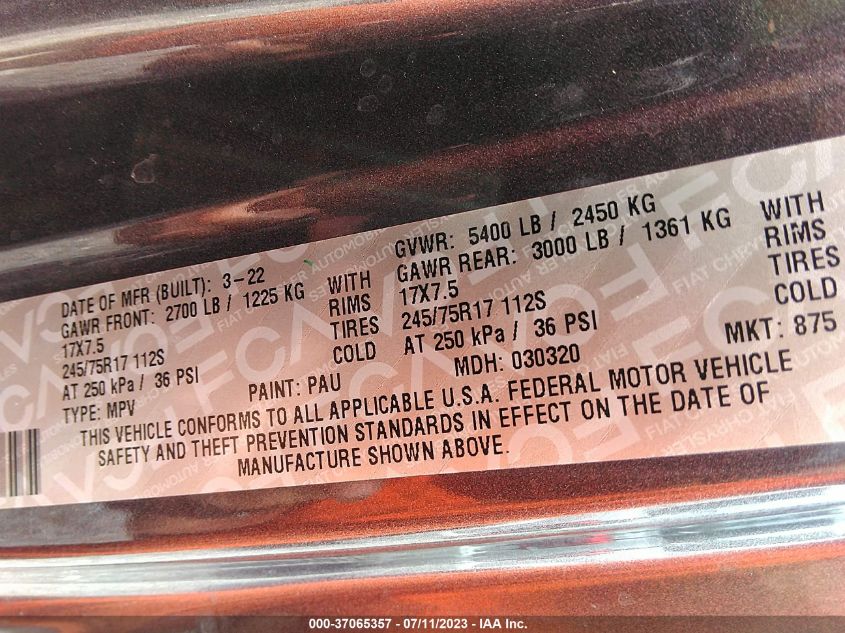 DATE OF MFR (BUILT): 3-22
GAWR FRONT: 2700 LB / 1225 KG WITH
17X7.5 RIMS
245/75R17 112S TIRES
AT 250 kPa / 36 PSI COLD
GVWR: 5400 LB / 2450 KG
GAWR REAR: 3000 LB / 1361 KG WITH
17X7.5 RIMS
245/75R17 112S TIRES
AT 250 kPa / 36 PSI COLD
TYPE: MPV PAINT: PAU MDH: 030320 MKT: 875
THIS VEHICLE CONFORMS TO ALL APPLICABLE U.S.A. FEDERAL MOTOR VEHICLE
SAFETY AND THEFT PREVENTION STANDARDS IN EFFECT ON THE DATE OF
MANUFACTURE SHOWN ABOVE.
000-37065357 - 07/11/2023 - IAA Inc.